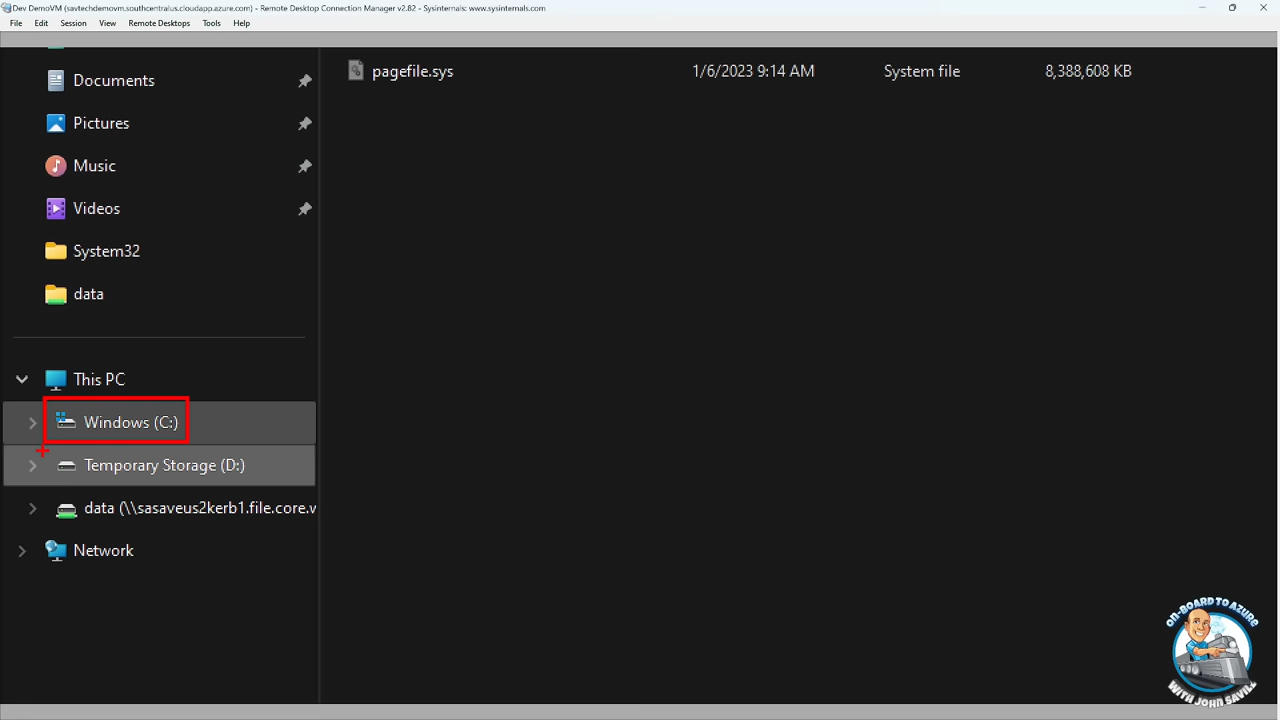 Dev DemoVM (savtechdemovm.southcentralus.cloudapp.azure.com) - Remote Desktop Connection Manager v2.82 - Sysinternals: www.sysinternals.com
File Edit Session View Remote Desktops Tools Help
pagefile.sys 1/6/2023 9:14 AM System file 8,388,608 KB
Documents
Pictures
Music
Videos
System32
data
This PC
Windows (C:)
Temporary Storage (D:)
data (\\sasaveus2kerb1.file.core.w
Network
ON-BOARD TO AZURE
WITH JOHN SAVILL